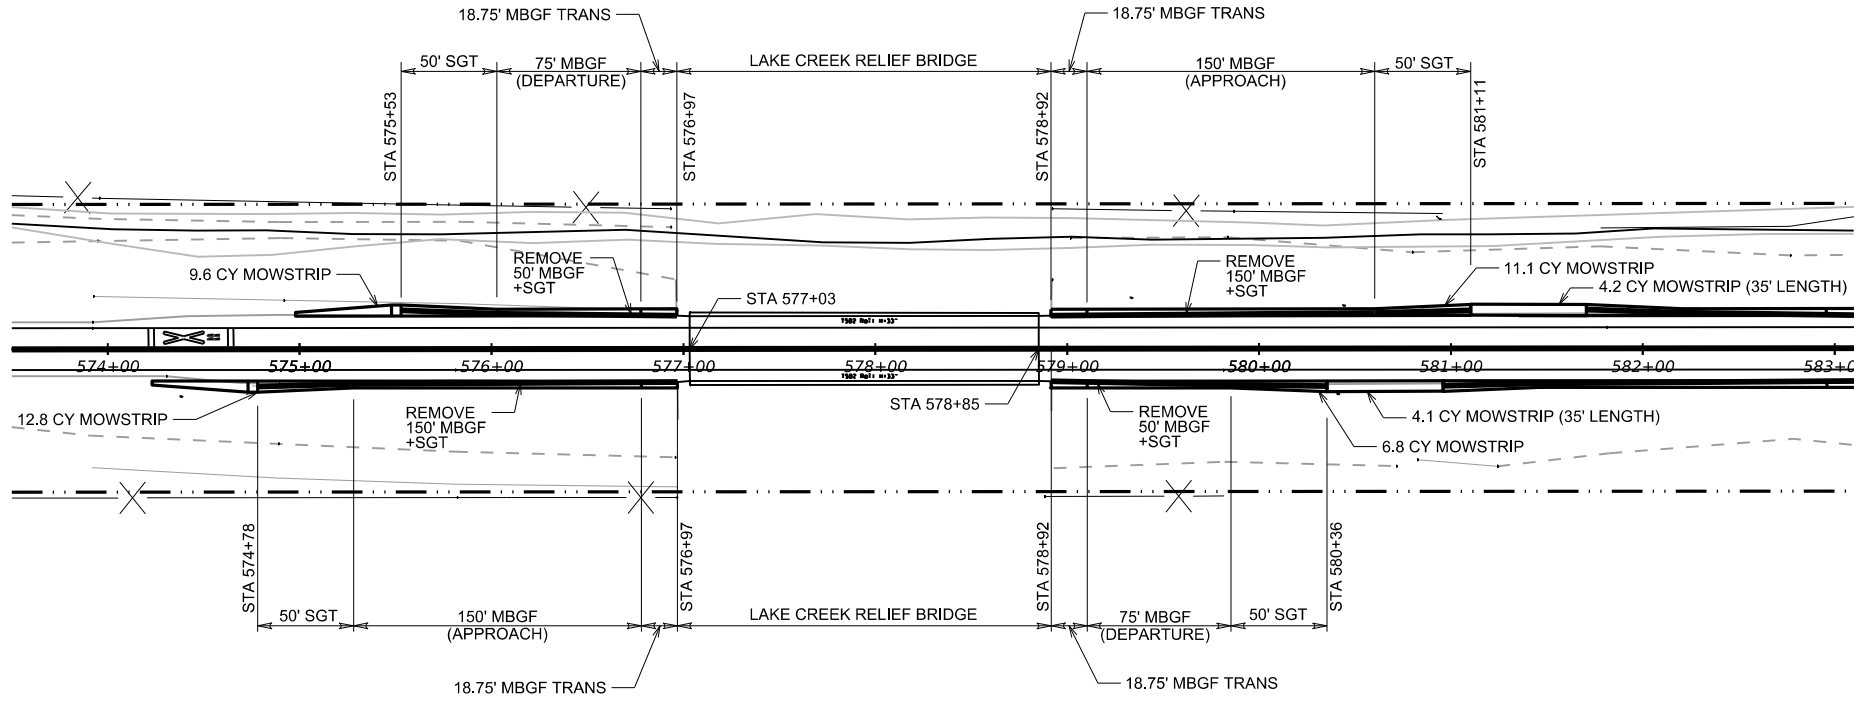 18.75' MBGF TRANS
18.75' MBGF TRANS
50' SGT
75' MBGF
(DEPARTURE)
LAKE CREEK RELIEF BRIDGE
150' MBGF
(APPROACH)
50' SGT
STA 575+53
STA 576+97
STA 578+92
STA 581+11
9.6 CY MOWSTRIP
REMOVE
50' MBGF
+SGT
STA 577+03
REMOVE
150' MBGF
+SGT
11.1 CY MOWSTRIP
4.2 CY MOWSTRIP (35' LENGTH)
574+00
575+00
576+00
577+00
578+00
579+00
580+00
581+00
582+00
583+0
12.8 CY MOWSTRIP
REMOVE
150' MBGF
+SGT
STA 578+85
REMOVE
50' MBGF
+SGT
4.1 CY MOWSTRIP (35' LENGTH)
6.8 CY MOWSTRIP
STA 574+78
STA 576+97
STA 578+92
STA 580+36
50' SGT
150' MBGF
(APPROACH)
LAKE CREEK RELIEF BRIDGE
75' MBGF
(DEPARTURE)
50' SGT
18.75' MBGF TRANS
18.75' MBGF TRANS